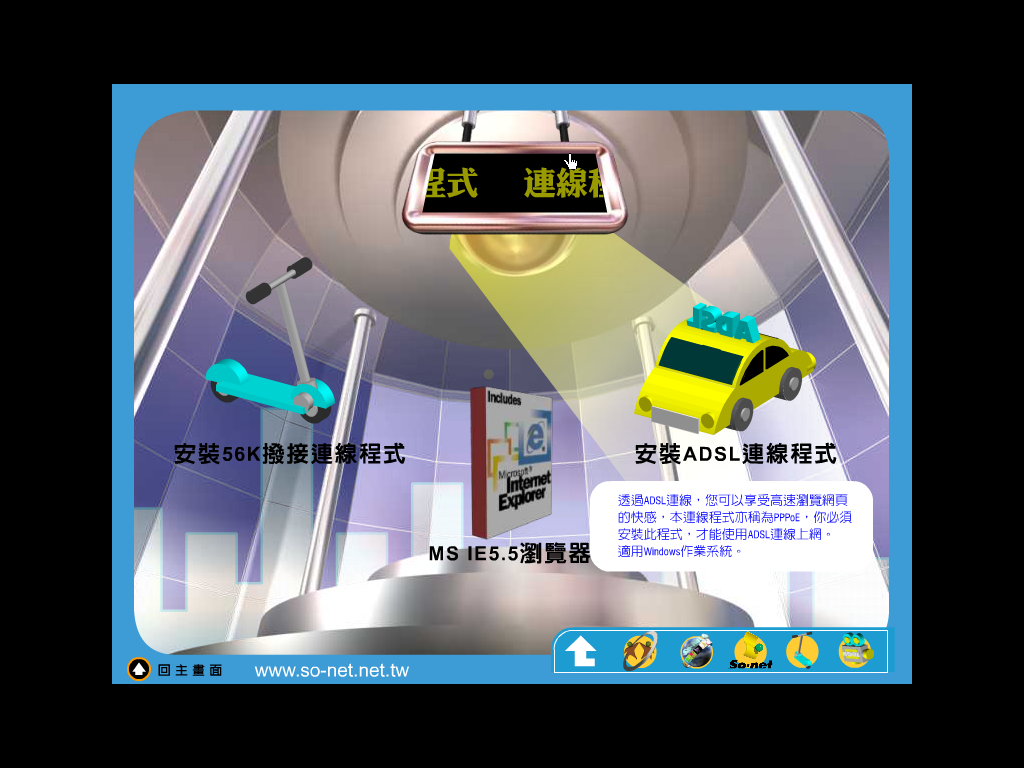 程式 連線程
ADSL
Includes
Microsoft®
Internet
Explorer
安裝56K撥接連線程式
安裝ADSL連線程式
MS IE5.5瀏覽器
透過ADSL連線，您可以享受高速瀏覽網頁
的快感，本連線程式亦稱為PPPoE，你必須
安裝此程式，才能使用ADSL連線上網。
適用Windows作業系統。
回主畫面
www.so-net.net.tw
So-net